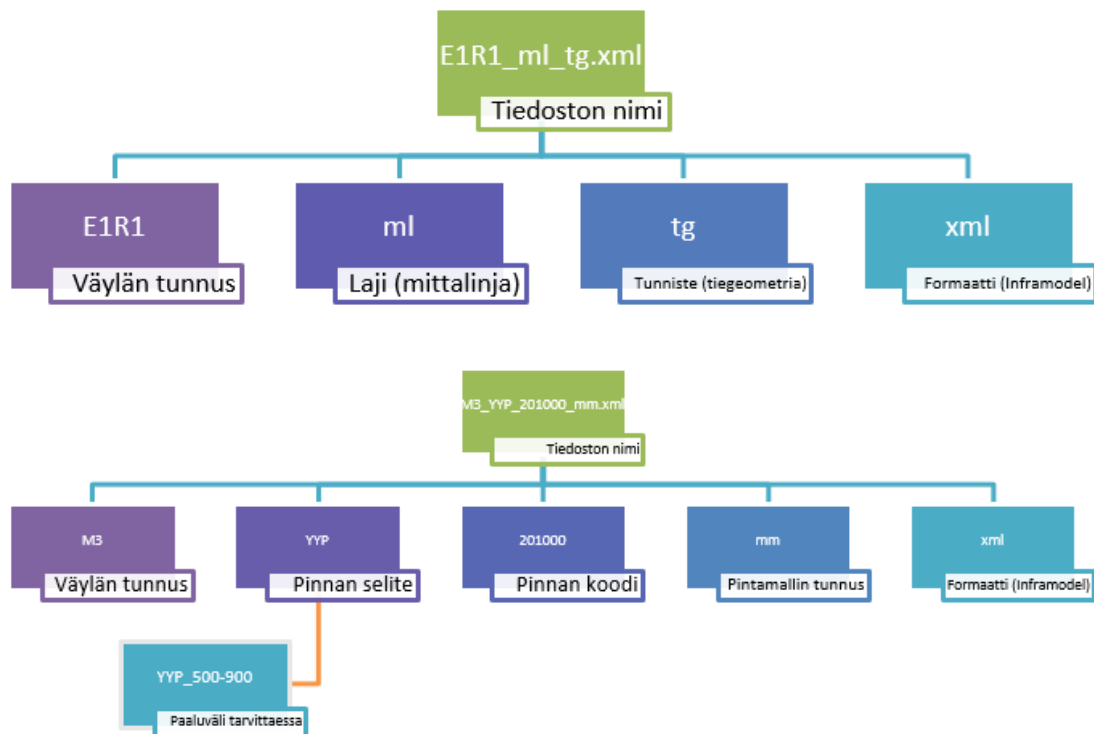 E1R1_ml_tg.xml
Tiedoston nimi
E1R1
Väylän tunnus
ml
Laji (mittalinja)
tg
Tunniste (tiegeometria)
xml
Formaatti (Inframodel)
M3_YYP_201000_mm.xml
Tiedoston nimi
M3
Väylän tunnus
YYP
Pinnan selite
201000
Pinnan koodi
mm
Pintamallin tunnus
xml
Formaatti (Inframodel)
YYP_500-900
Paaluväli tarvittaessa